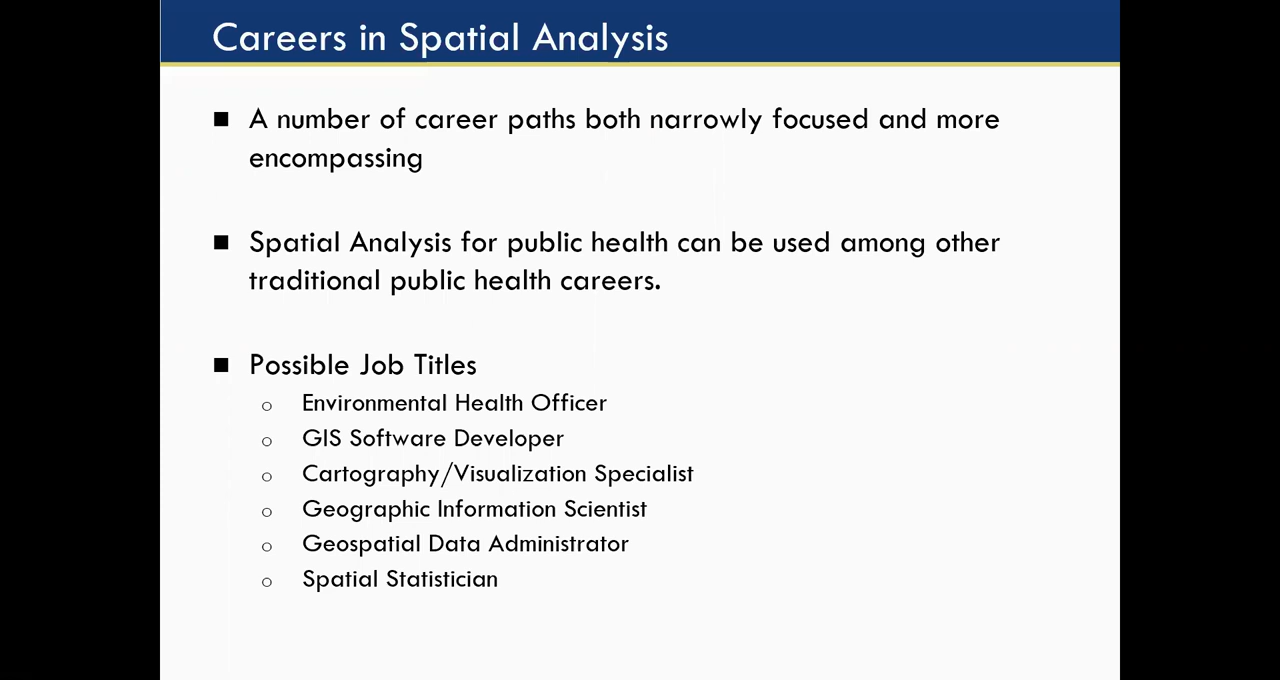 Careers in Spatial Analysis
■ A number of career paths both narrowly focused and more
encompassing
■ Spatial Analysis for public health can be used among other
traditional public health careers.
■ Possible Job Titles
o Environmental Health Officer
o GIS Software Developer
o Cartography/Visualization Specialist
o Geographic Information Scientist
o Geospatial Data Administrator
o Spatial Statistician